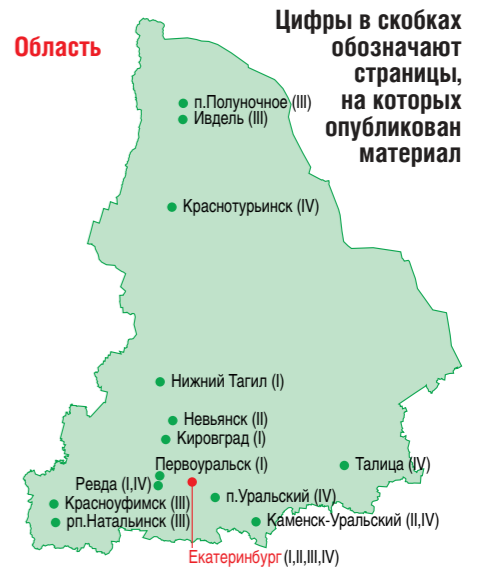 Область
Цифры в скобках
обозначают
страницы,
на которых
опубликован
материал
п.Полуночное (III)
Ивдель (III)
Краснотурьинск (IV)
Нижний Тагил (I)
Невьянск (II)
Кировград (I)
Первоуральск (I)
Талица (IV)
Ревда (I,IV)
п.Уральский (IV)
Красноуфимск (III)
рп.Натальинск (III)
Каменск-Уральский (II,IV)
Екатеринбург (I,II,III,IV)